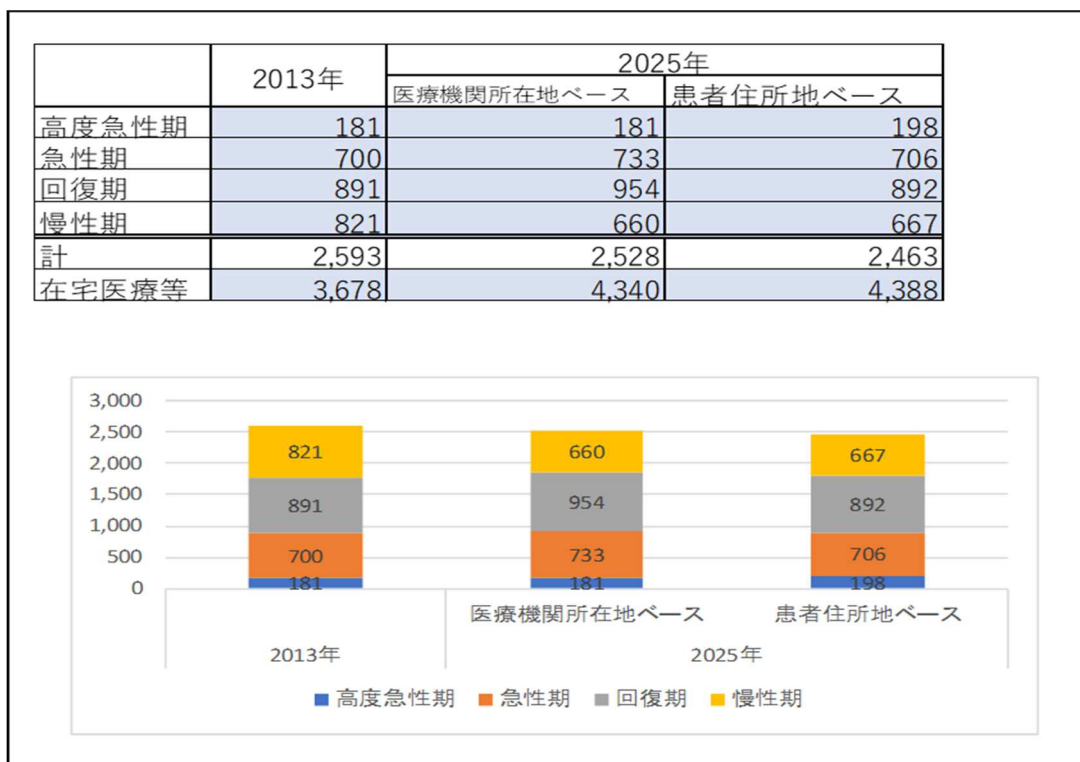 2013年 2025年
医療機関所在地ベース 患者住所地ベース
高度急性期 181 181 198
急性期 700 733 706
回復期 891 954 892
慢性期 821 660 667
計 2,593 2,528 2,463
在宅医療等 3,678 4,340 4,388
3,000
2,500
2,000
1,500
1,000
500
0
821 660 667
891 954 892
700 733 706
181 181 198
医療機関所在地ベース 患者住所地ベース
2013年 2025年
高度急性期 急性期 回復期 慢性期